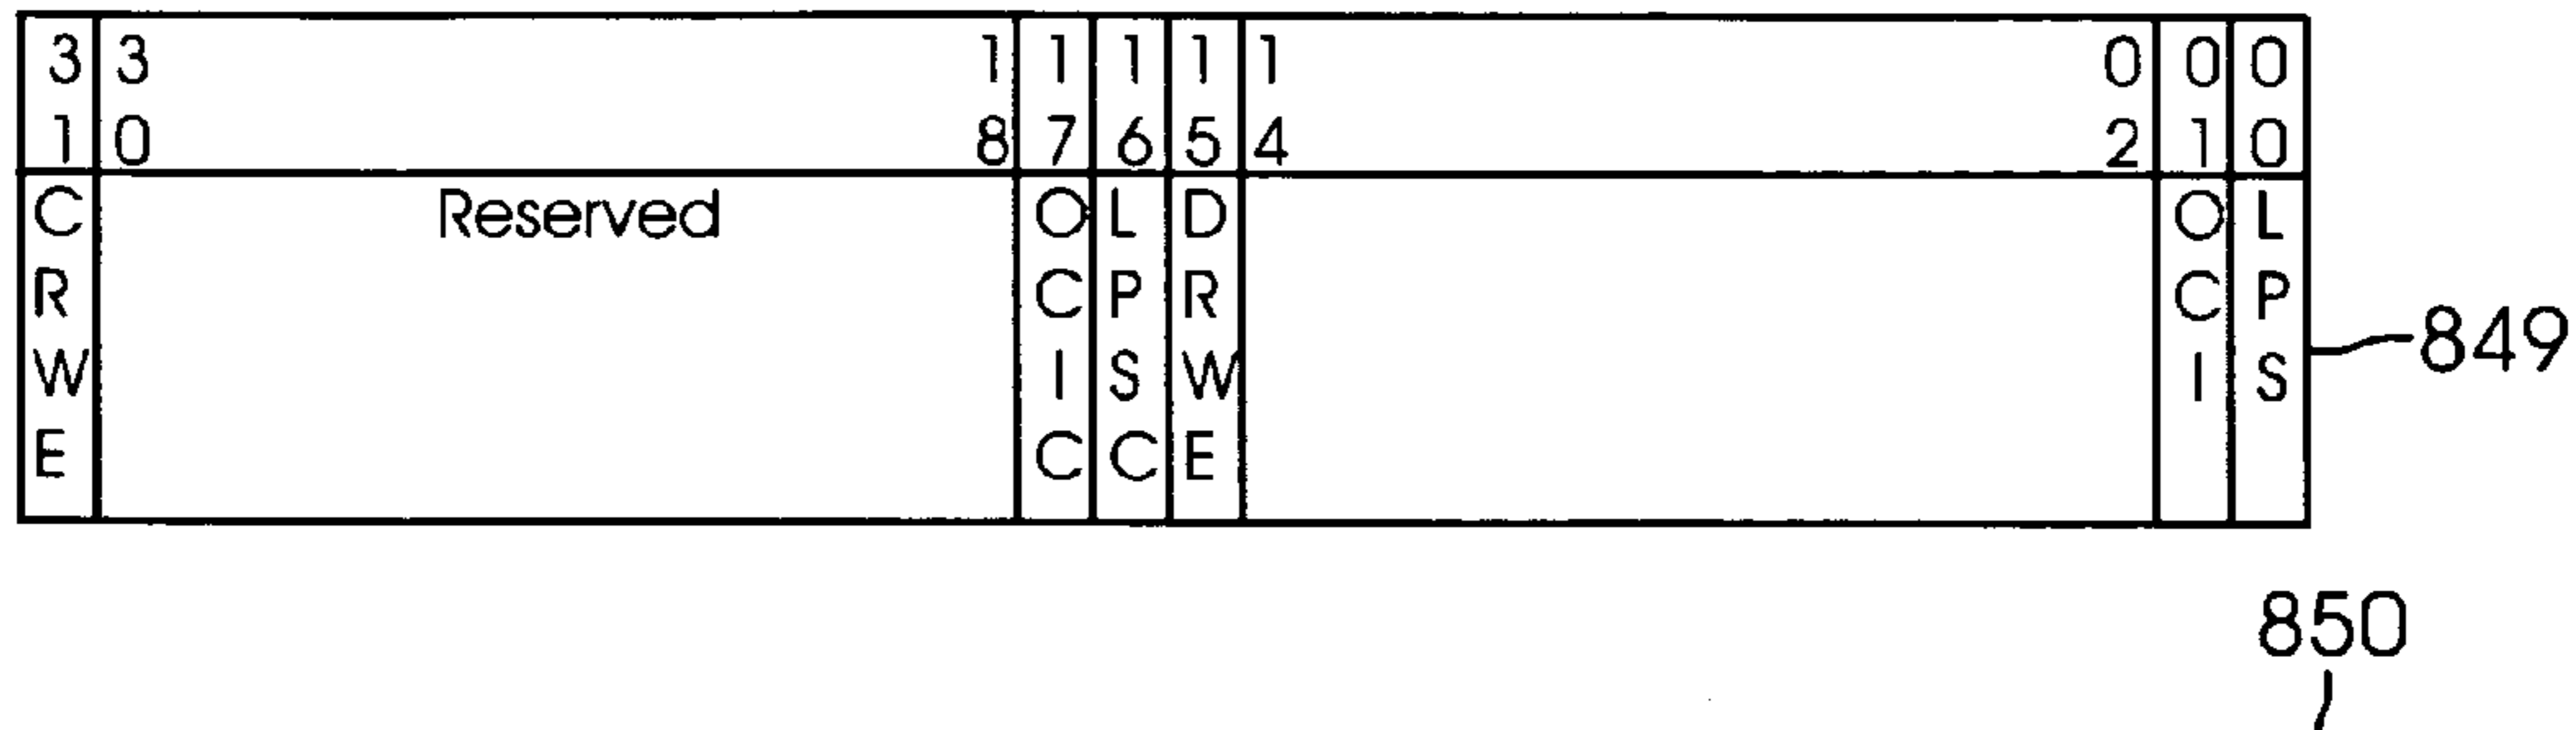 3 3 1 1 1 1 1 0 0 0
1 0 8 7 6 5 4 2 1 0
C Reserved O L D O L
R C P R C P
W I S W I S
E C C E
849
850